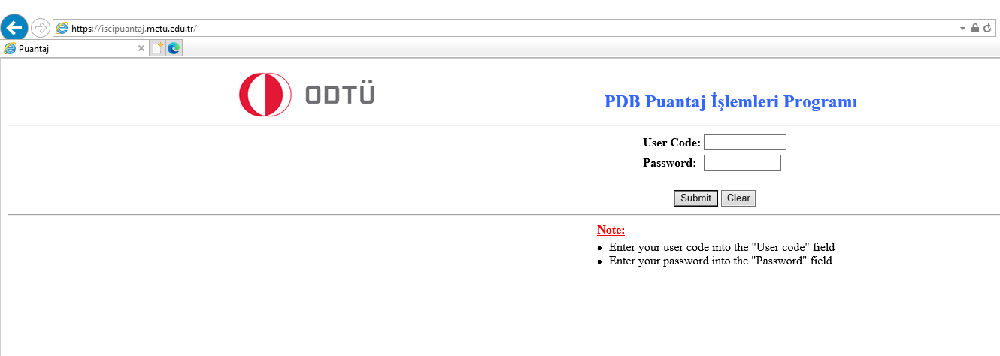 https://iscipuantaj.metu.edu.tr/
Puantaj
ODTÜ
PDB Puantaj İşlemleri Programı
User Code:
Password:
Submit Clear
Note:
• Enter your user code into the "User code" field
• Enter your password into the "Password" field.